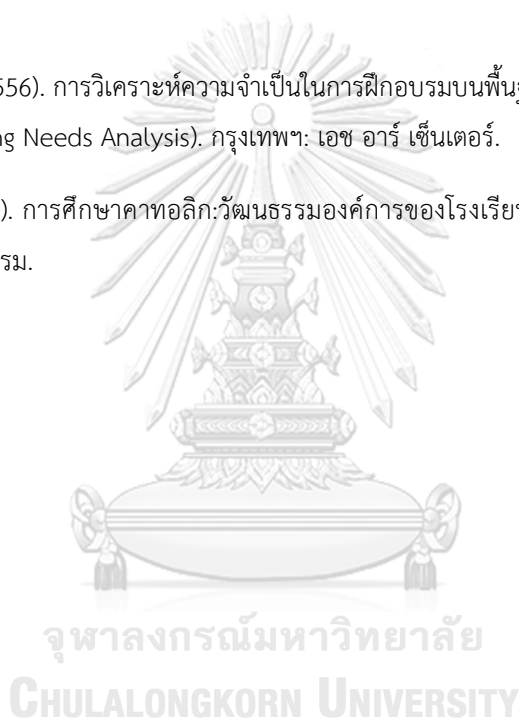 556). การวิเคราะห์ความจำเป็นในการฝึกอบรมบนพื้น
ng Needs Analysis). กรุงเทพฯ: เอช อาร์ เซ็นเตอร์.
). การศึกษาคาทอลิก:วัฒนธรรมองค์การของโรงเรีย
รม.
จุฬาลงกรณ์มหาวิทยาลัย
CHULALONGKORN UNIVERSITY